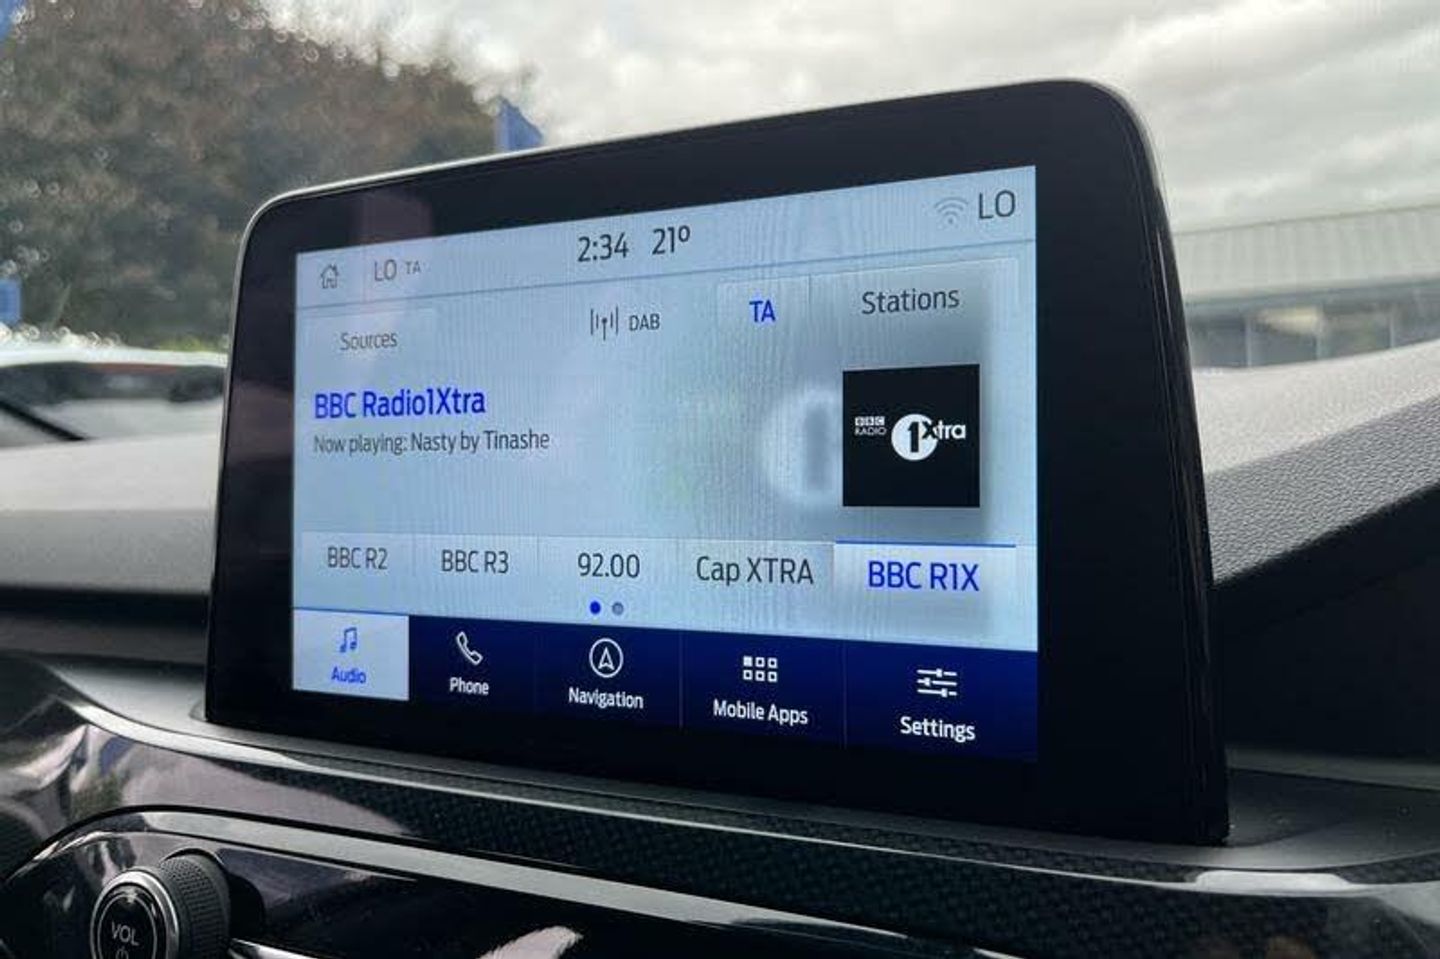 LO TA 2:34 21° LO
Sources DAB TA Stations
BBC Radio1Xtra
Now playing: Nasty by Tinashe
BBC RADIO 1Xtra
BBC R2 BBC R3 92.00 Cap XTRA BBC R1X
Audio Phone Navigation Mobile Apps Settings
VOL